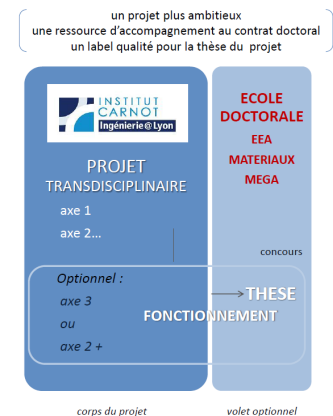 un projet plus ambitieux
une ressource d'accompagnement au contrat doctoral
un label qualité pour la thèse du projet
INSTITUT
CARNOT
Ingénierie@Lyon
PROJET
TRANSDISCIPLINAIRE
axe 1
axe 2...
ECOLE
DOCTORALE
EEA
MATERIAUX
MEGA
concours
Optionnel :
axe 3
ou
axe 2 +
THESE
FONCTIONNEMENT
corps du projet
volet optionnel